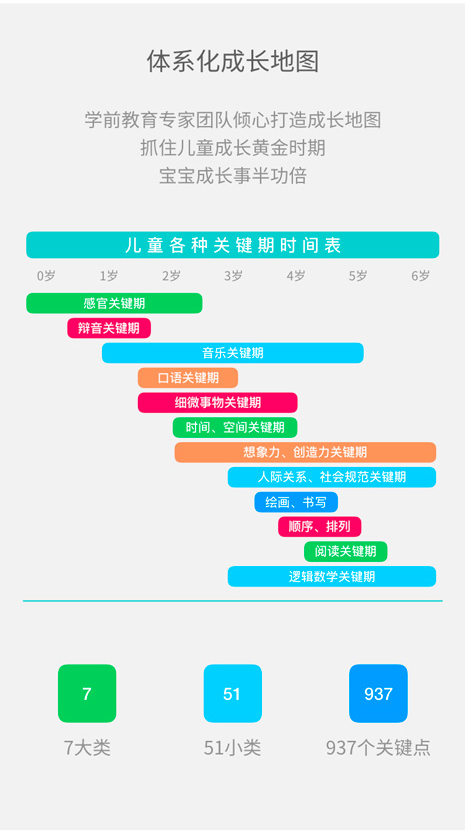 体系化成长地图
学前教育专家团队倾心打造成长地图
抓住儿童成长黄金时期
宝宝成长事半功倍
儿童各种关键期时间表
0岁 1岁 2岁 3岁 4岁 5岁 6岁
感官关键期
辩音关键期
音乐关键期
口语关键期
细微事物关键期
时间、空间关键期
想象力、创造力关键期
人际关系、社会规范关键期
绘画、书写
顺序、排列
阅读关键期
逻辑数学关键期
7 51 937
7大类 51小类 937个关键点